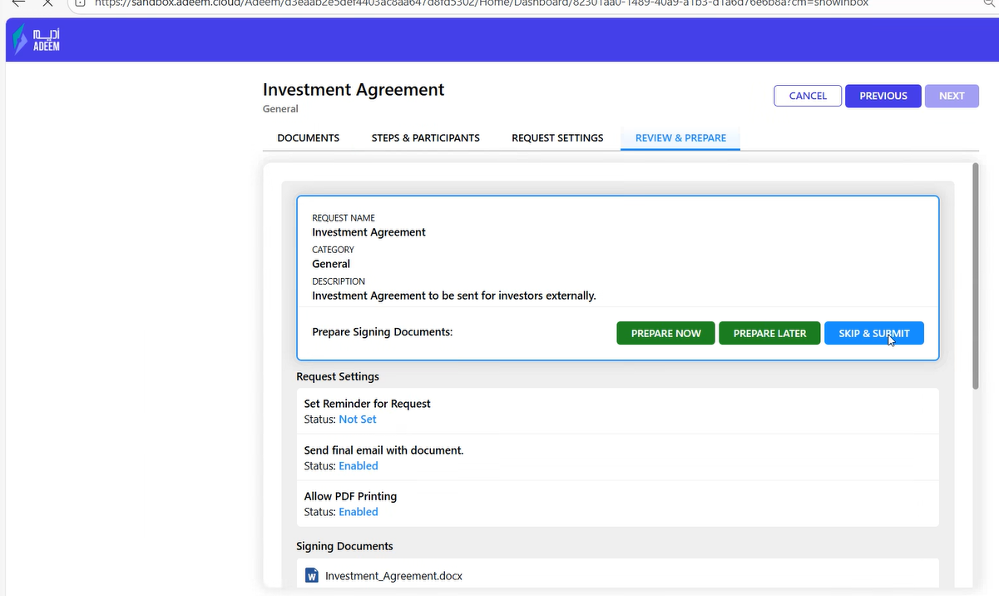 https://sandbox.adeem.cloud/Adeem/d3eaab2e5def4403ac8aa647d8fd5302/Home/Dashboard/82301aa0-1489-40a9-a1b3-d1a6d76e6b8a?cm=showInbox
أديم
ADEEM
Investment Agreement
General
CANCEL PREVIOUS NEXT
DOCUMENTS STEPS & PARTICIPANTS REQUEST SETTINGS REVIEW & PREPARE
REQUEST NAME
Investment Agreement
CATEGORY
General
DESCRIPTION
Investment Agreement to be sent for investors externally.
Prepare Signing Documents: PREPARE NOW PREPARE LATER SKIP & SUBMIT
Request Settings
Set Reminder for Request
Status: Not Set
Send final email with document.
Status: Enabled
Allow PDF Printing
Status: Enabled
Signing Documents
Investment_Agreement.docx